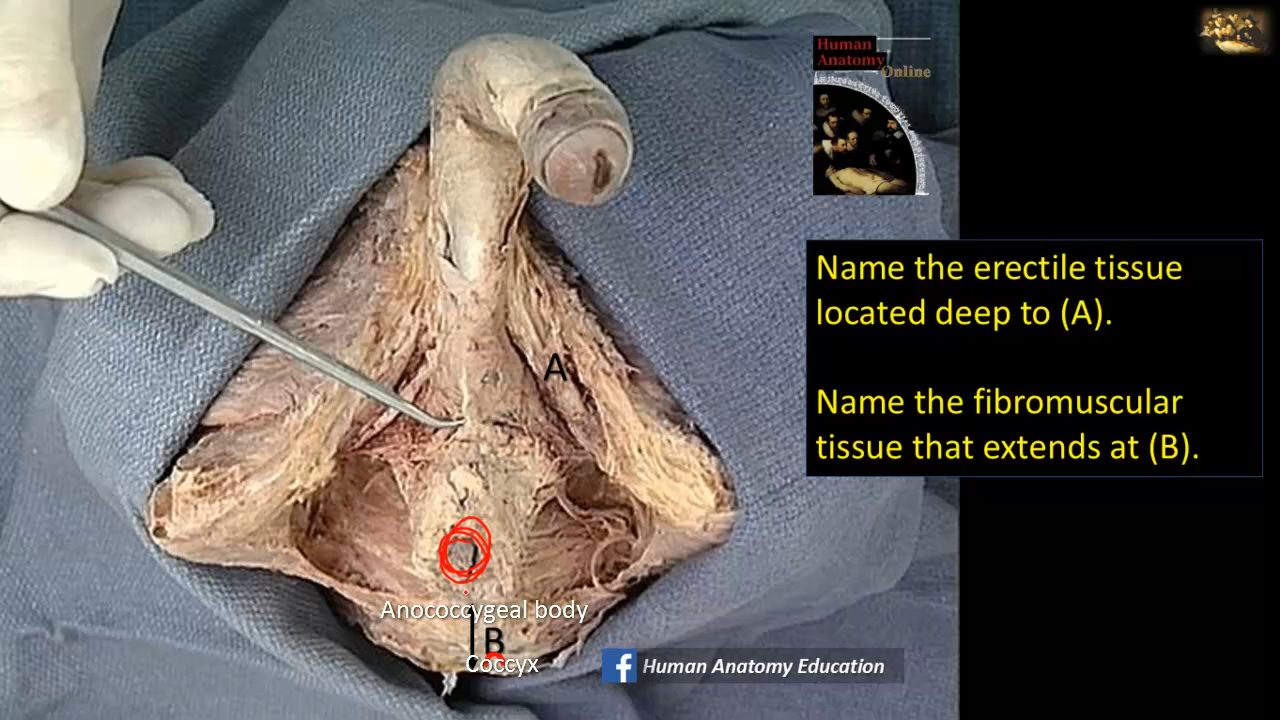 Human
Anatomy
Online
Name the erectile tissue
located deep to (A).
Name the fibromuscular
tissue that extends at (B).
A
Anococcygeal body
B
Coccyx
f Human Anatomy Education